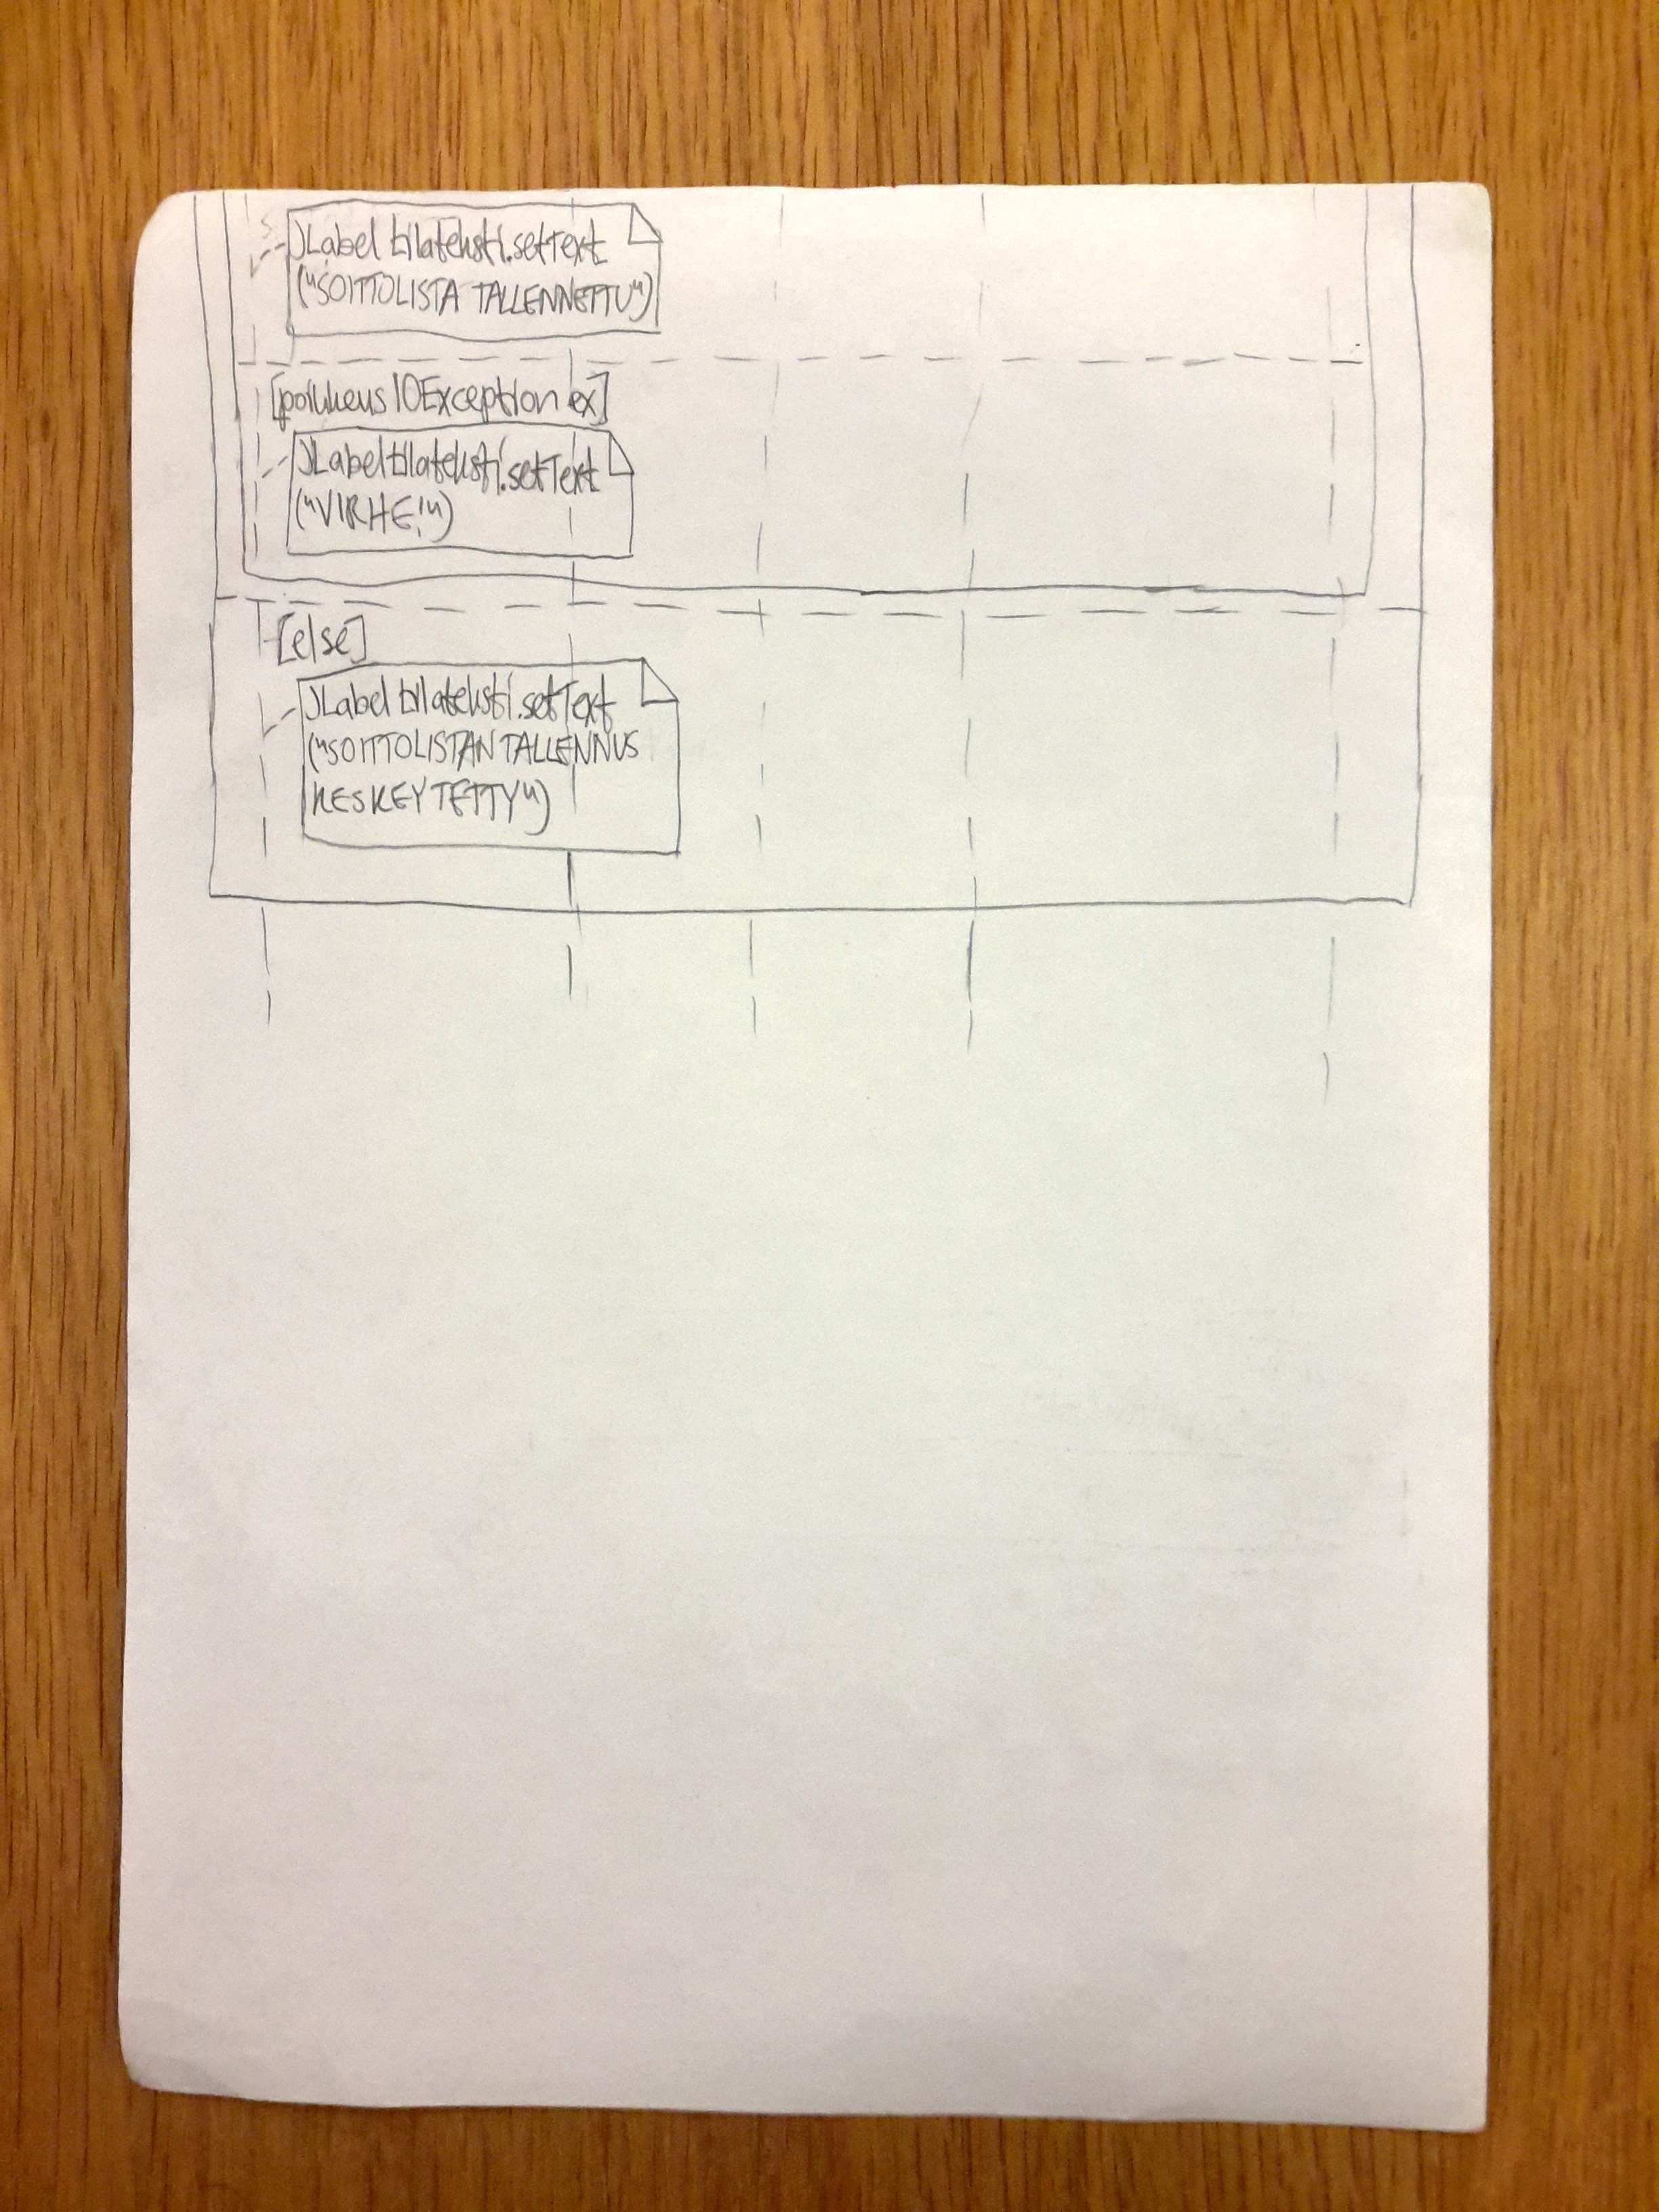 JLabel tilateksti.setText
("SOITTOLISTA TALLENNETTU")
[poikkeus IOException ex]
JLabel tilateksti.setText
("VIRHE!")
[else]
JLabel tilateksti.setText
("SOITTOLISTAN TALLENNUS
KESKEYTETTY")